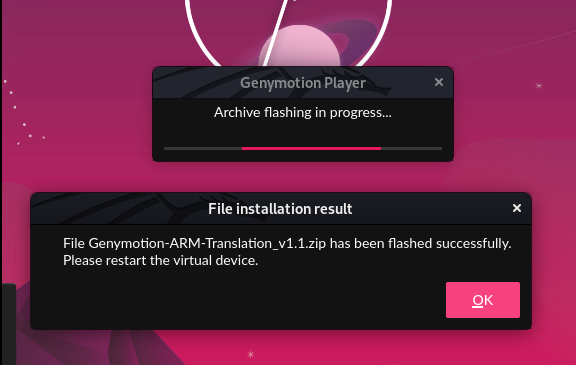 Genymotion Player
Archive flashing in progress...
File installation result
File Genymotion-ARM-Translation_v1.1.zip has been flashed successfully.
Please restart the virtual device.
OK